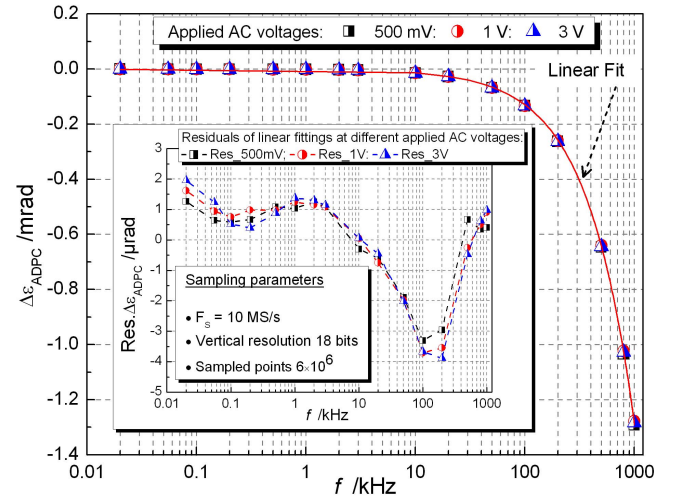 Applied AC voltages: 500 mV: 1 V: 3 V
0.0
-0.2
-0.4
-0.6
-0.8
-1.0
-1.2
-1.4
Δε_ADPC /mrad
Linear Fit
Residuals of linear fittings at different applied AC voltages:
Res_500mV; Res_1V; Res_3V
3
2
1
0
-1
-2
-3
-4
-5
Res.Δε_ADPC /μrad
Sampling parameters
• F_S = 10 MS/s
• Vertical resolution 18 bits
• Sampled points 6×10^6
0.01 0.1 1 10 100 1000
f /kHz
0.01 0.1 1 10 100 1000
f /kHz